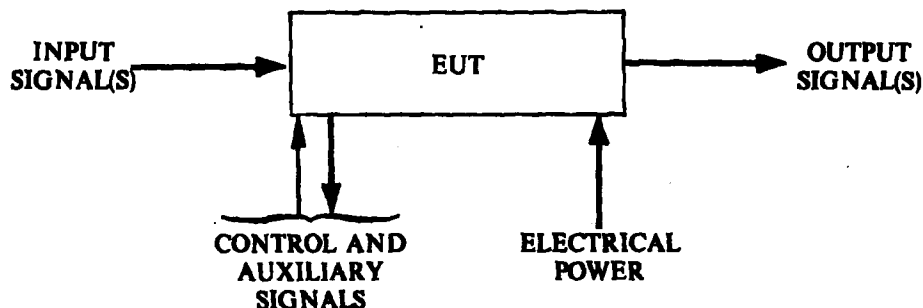 INPUT
SIGNAL(S)
EUT
OUTPUT
SIGNAL(S)
CONTROL AND
AUXILIARY
SIGNALS
ELECTRICAL
POWER